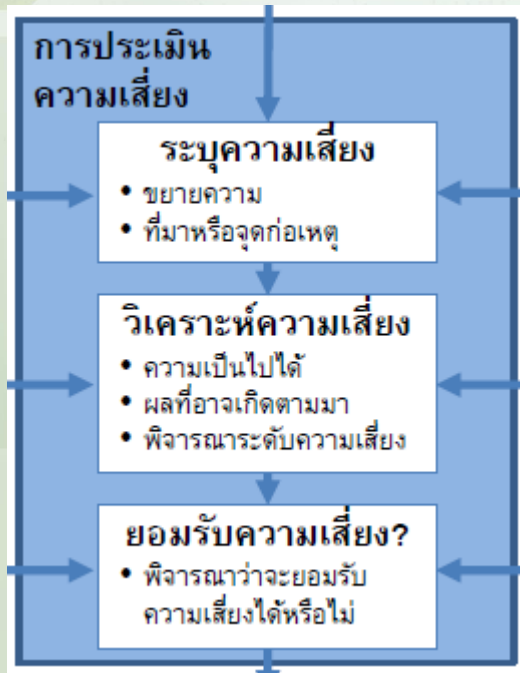 การประเมิน
ความเสี่ยง
ระบุความเสี่ยง
• ขยายความ
• ที่มาหรือจุดก่อเหตุ
วิเคราะห์ความเสี่ยง
• ความเป็นไปได้
• ผลที่อาจเกิดตามมา
• พิจารณาระดับความเสี่ยง
ยอมรับความเสี่ยง?
• พิจารณาว่าจะยอมรับ
ความเสี่ยงได้หรือไม่